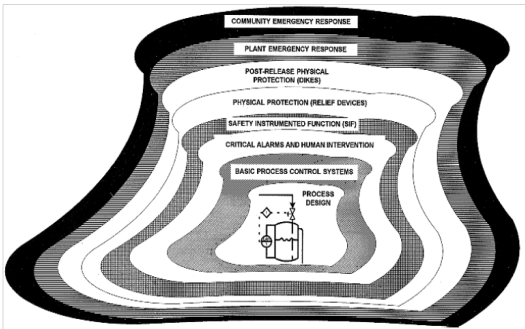 COMMUNITY EMERGENCY RESPONSE
PLANT EMERGENCY RESPONSE
POST-RELEASE PHYSICAL
PROTECTION (DIKES)
PHYSICAL PROTECTION (RELIEF DEVICES)
SAFETY INSTRUMENTED FUNCTION (SIF)
CRITICAL ALARMS AND HUMAN INTERVENTION
BASIC PROCESS CONTROL SYSTEMS
PROCESS
DESIGN